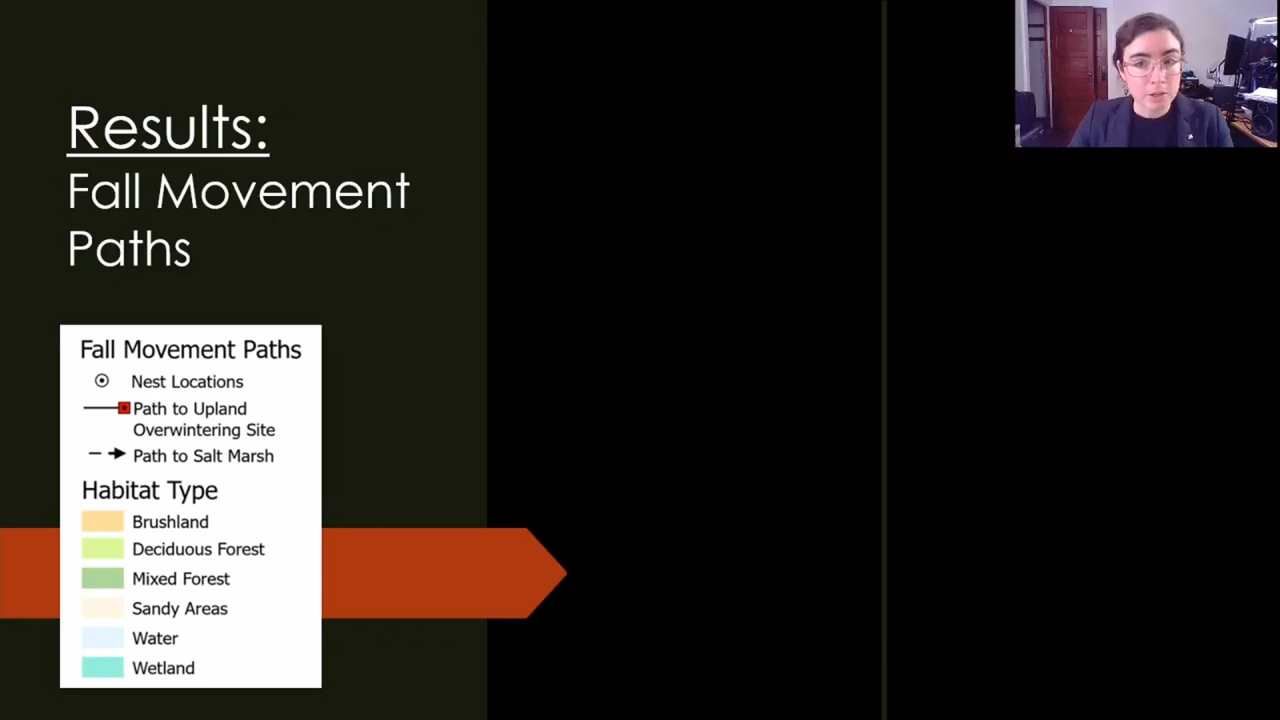 Results:
Fall Movement
Paths
Fall Movement Paths
Nest Locations
Path to Upland
Overwintering Site
Path to Salt Marsh
Habitat Type
Brushland
Deciduous Forest
Mixed Forest
Sandy Areas
Water
Wetland